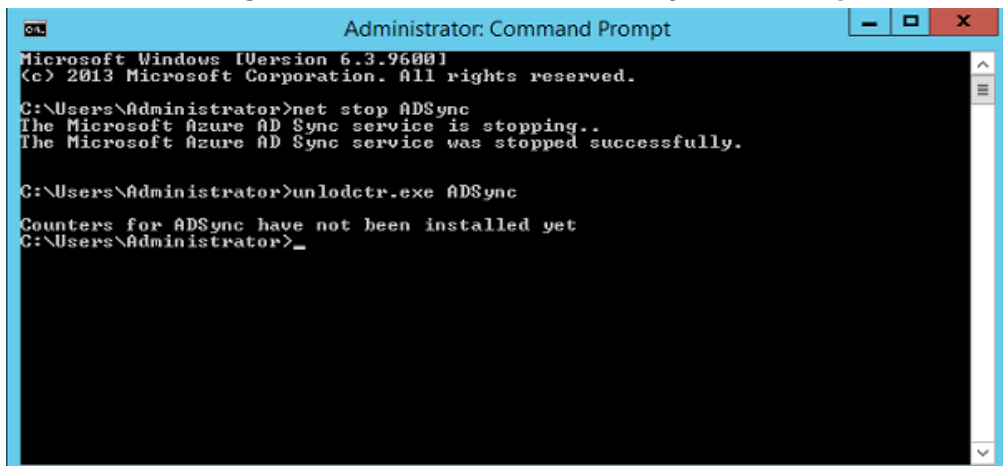 Administrator: Command Prompt
Microsoft Windows [Version 6.3.9600]
(c) 2013 Microsoft Corporation. All rights reserved.
C:\Users\Administrator>net stop ADSync
The Microsoft Azure AD Sync service is stopping..
The Microsoft Azure AD Sync service was stopped successfully.
C:\Users\Administrator>unlodctr.exe ADSync
Counters for ADSync have not been installed yet
C:\Users\Administrator>_